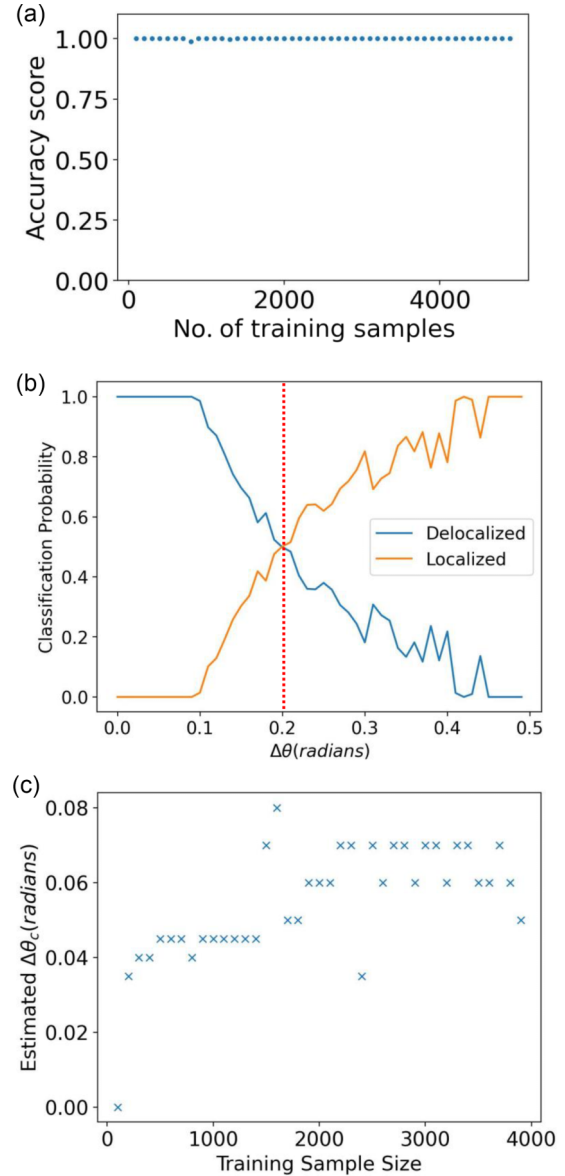 (a)
1.00
0.75
0.50
0.25
0.00
Accuracy score
0 2000 4000
No. of training samples
(b)
1.0
0.8
0.6
0.4
0.2
0.0
Classification Probability
Delocalized
Localized
0.0 0.1 0.2 0.3 0.4 0.5
Δθ(radians)
(c)
0.08
0.06
0.04
0.02
0.00
Estimated Δθc(radians)
0 1000 2000 3000 4000
Training Sample Size